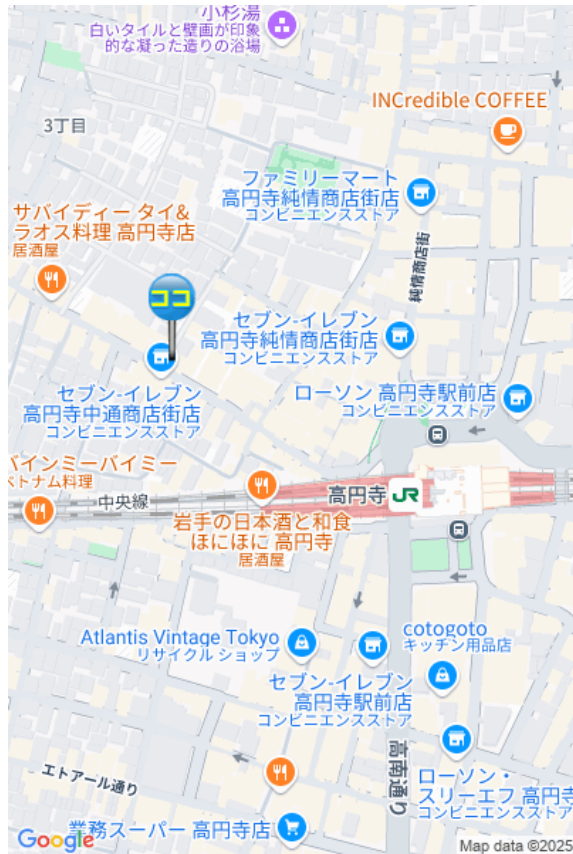 小杉湯
白いタイルと壁画が印象
的な凝った造りの浴場
INCredible COFFEE
3丁目
ファミリーマート
高円寺純情商店街店
コンビニエンスストア
サバイディー タイ&
ラオス料理 高円寺店
居酒屋
純情商店街
ココ
セブン-イレブン
高円寺純情商店街店
コンビニエンスストア
セブン-イレブン
高円寺中通商店街店
コンビニエンスストア
ローソン 高円寺駅前店
コンビニエンスストア
バインミーバイミー
ベトナム料理
中央線
高円寺
JR
岩手の日本酒と和食
ほにほに 高円寺
居酒屋
Atlantis Vintage Tokyo
リサイクル ショップ
cotogoto
キッチン用品店
セブン-イレブン
高円寺駅前店
コンビニエンスストア
高南通り
エトアール通り
ローソン・
スリーエフ 高円寺
コンビニエンスストア
業務スーパー 高円寺店
Google
Map data ©2025